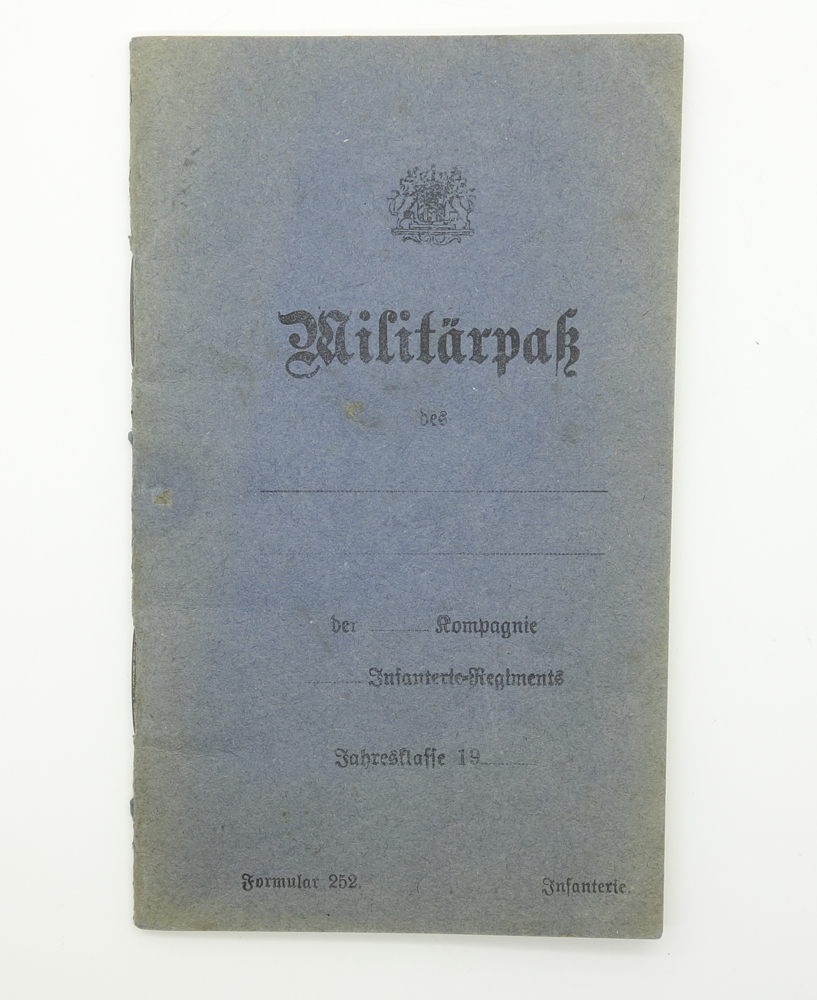 Militärpaß
des
der ........ Kompagnie
........ Infanterie-Regiments
Jahresklasse 19........
Formular 252.
Infanterie.